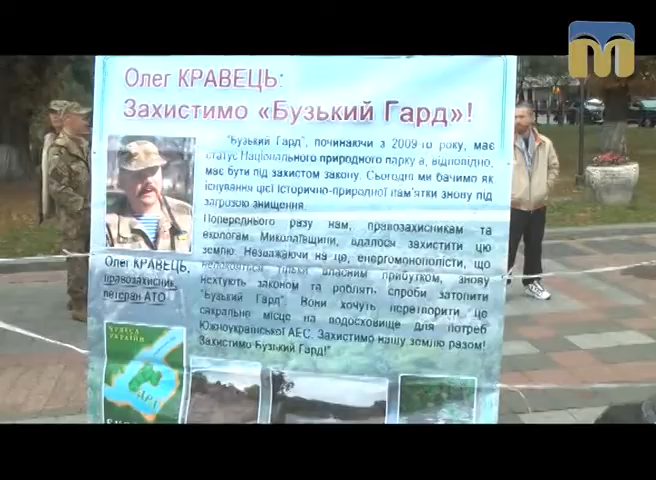 Олег КРАВЕЦЬ:
Захистимо «Бузький Гард»!
"Бузький Гард", починаючи з 2009 року, має
статус Національного природного парку а, відповідно,
має бути під захистом закону. Сьогодні ми бачимо як
існування цієї історично-природної пам'ятки знову під
загрозою знищення.
Попереднього разу нам, правозахисникам та
екологам Миколаївщини, вдалося захистити цю
землю. Незважаючи на це, енергомонополісти, що
тільки власним прибутком, знову
нехтують законом та роблять спроби затопити
"Бузький Гард". Вони хочуть перетворити це
сакральне місце на водосховище для потреб
Южноукраїнської АЕС. Захистимо нашу землю разом!
Захистимо Бузький Гард!
Олег КРАВЕЦЬ,
правозахисник,
ветеран АТО
ЧУДЕСА
УКРАЇНИ